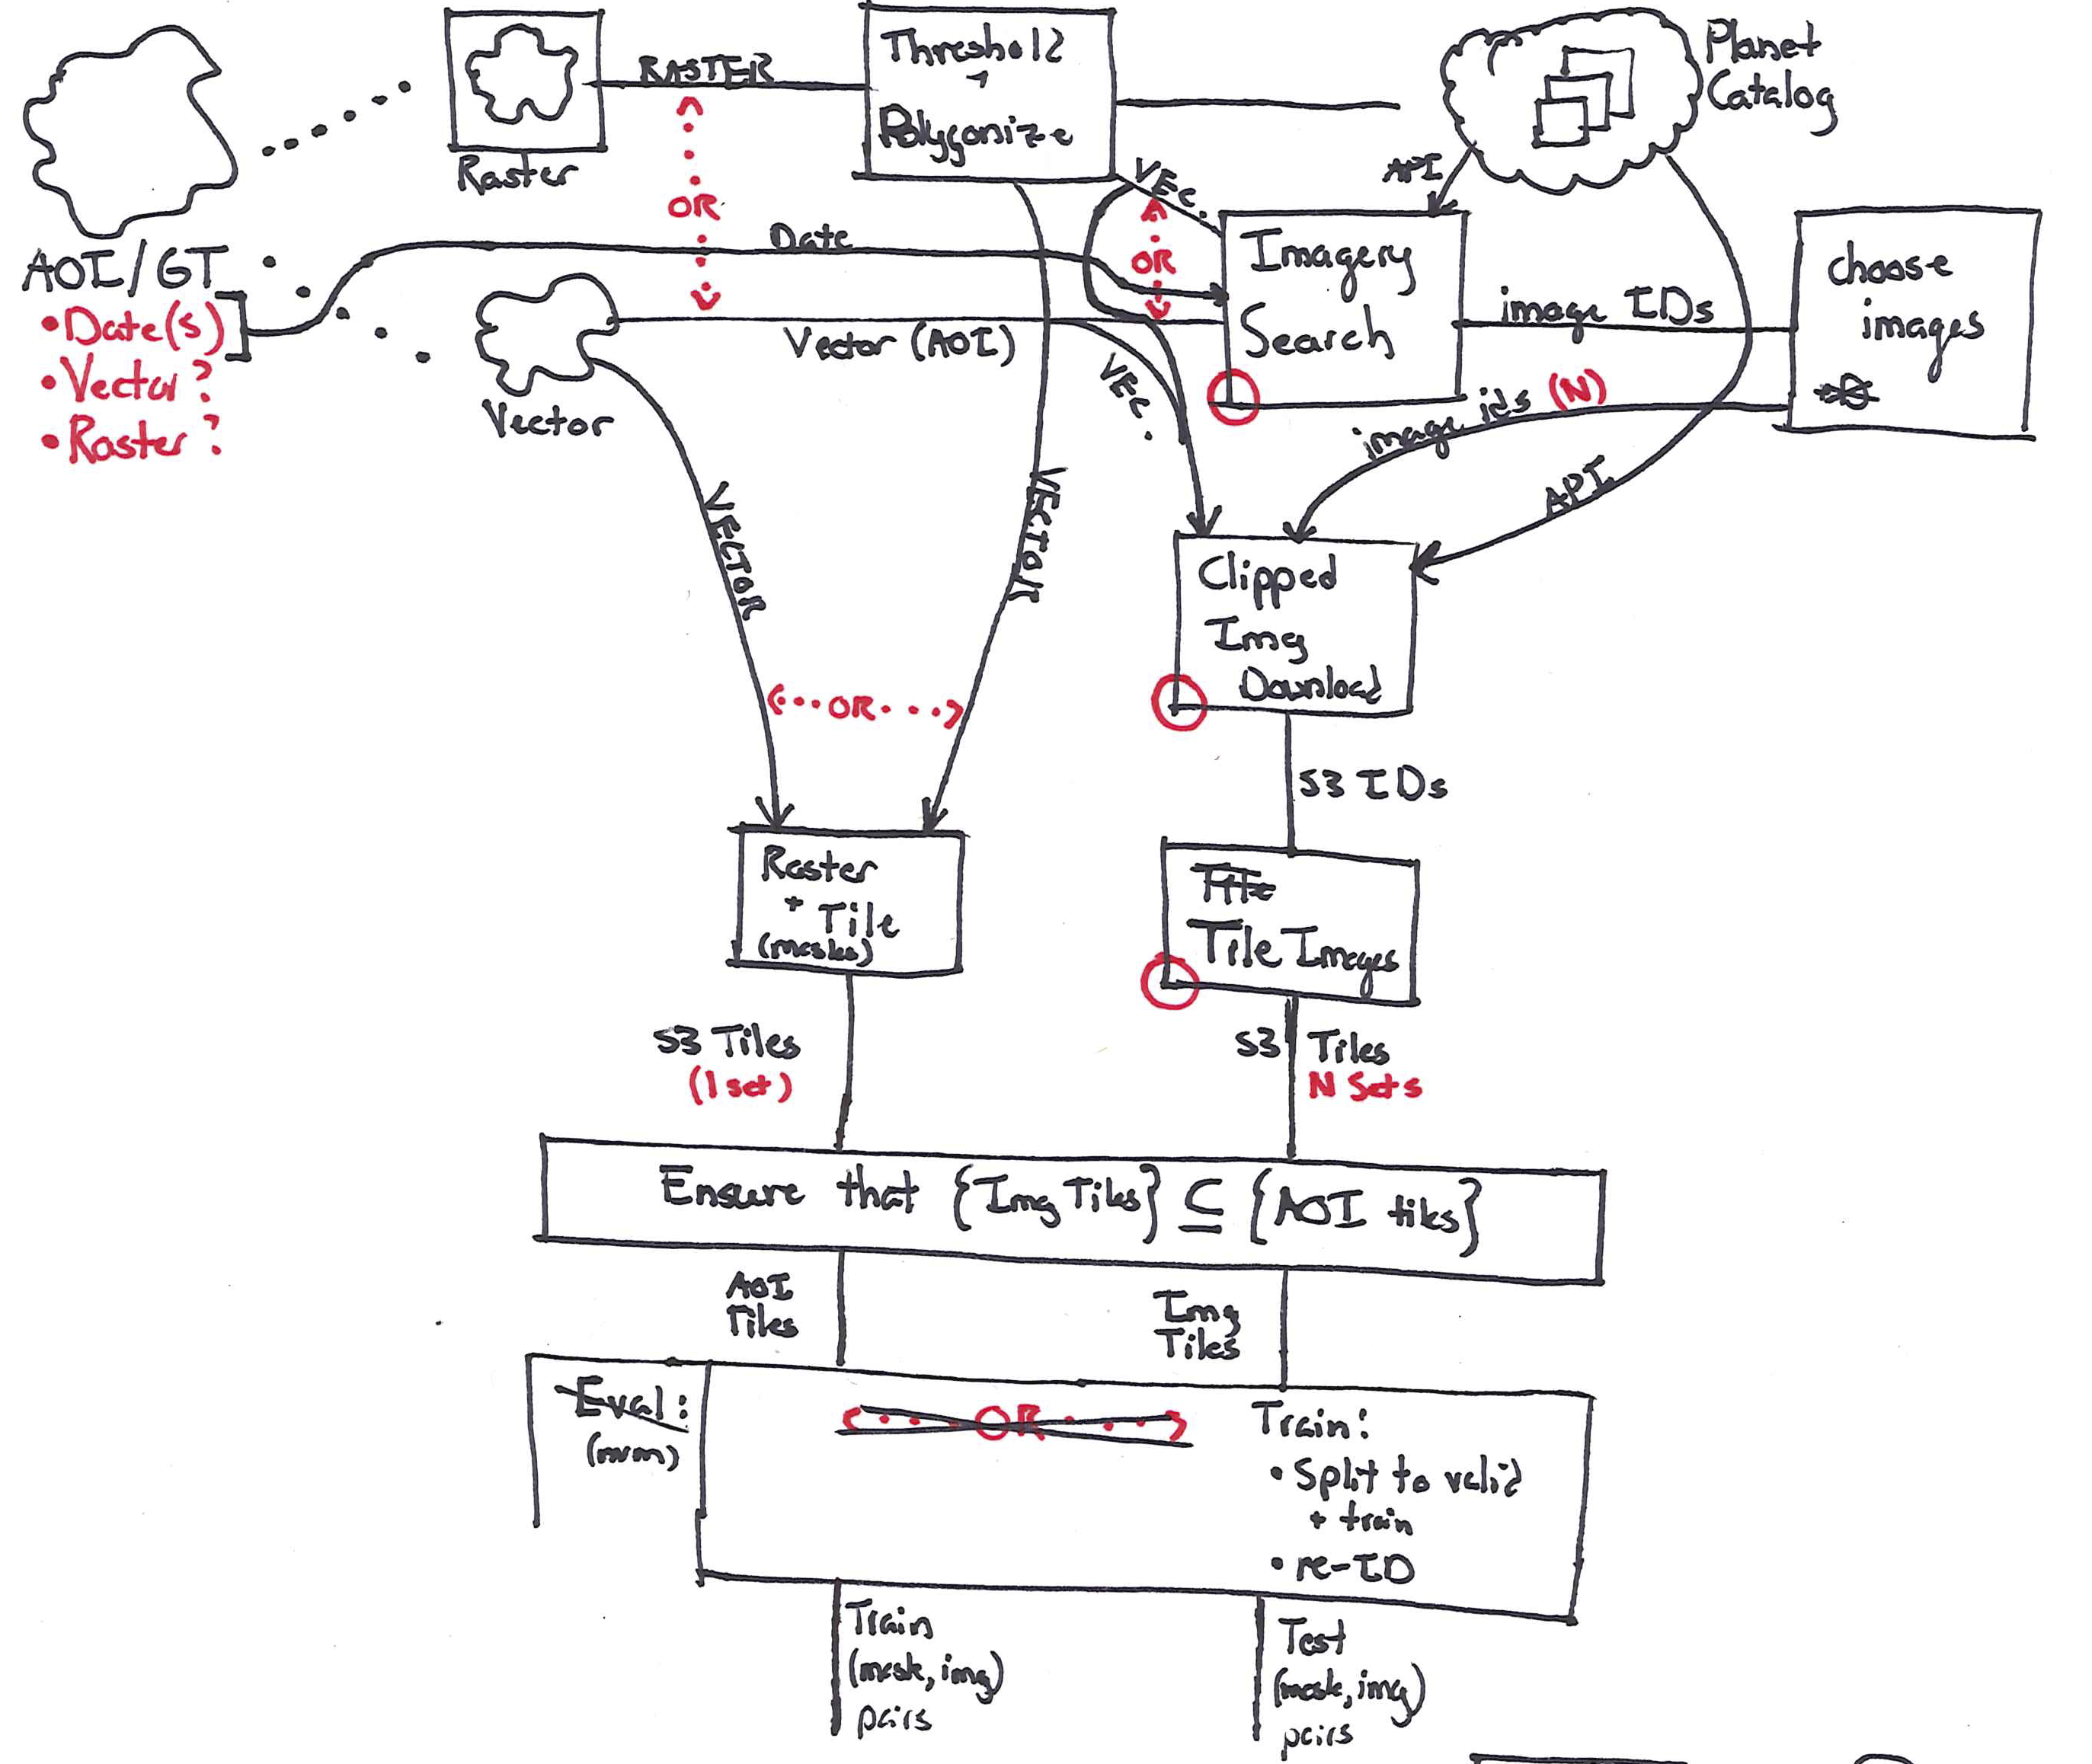 Threshold
+
Polygonize
Planet
Catalog
RASTER
Raster
API
VEC.
OR
Date
OR
AOI/GT
• Date(s)
• Vector?
• Raster?
Vector (AOI)
Vector
VEC.
Imagery
Search
image IDs
choose
images
image ids (N)
API
VECTOR
VECTOR
Clipped
Img
Download
OR
S3 IDs
Raster
+ Tile
(masks)
Tile Images
S3 Tiles
(1 set)
S3 Tiles
N Sets
Ensure that {Img Tiles} ⊆ {AOI tiles}
AOI
Tiles
Img
Tiles
Eval:
OR
Train:
• Split to valid
+ train
• re-ID
Train
(mask, img)
pairs
Test
(mask, img)
pairs